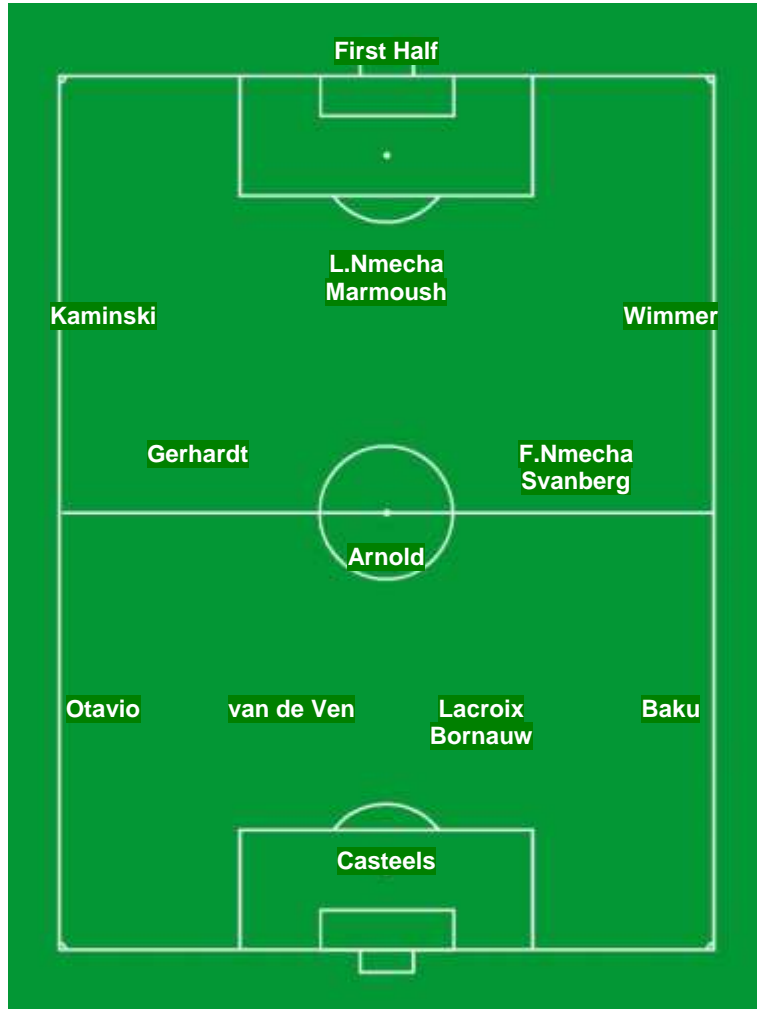 First Half
L.Nmecha
Marmoush
Kaminski
Wimmer
Gerhardt
F.Nmecha
Svanberg
Arnold
Otavio
van de Ven
Lacroix
Bornauw
Baku
Casteels